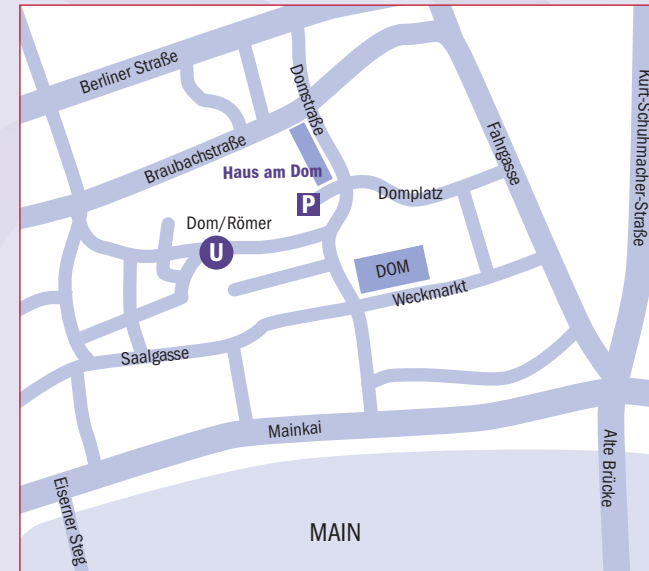 Berliner Straße
Domstraße
Kurt-Schuhmacher-Straße
Braubachstraße
Fahrgasse
Haus am Dom
P
Domplatz
Dom/Römer
U
DOM
Weckmarkt
Saalgasse
Mainkai
Alte Brücke
Eiserner Steg
MAIN